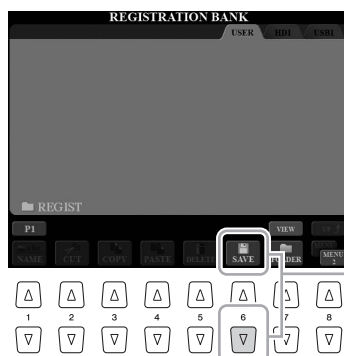 REGISTRATION BANK
USER HD1 USB1
REGIST
P1 VIEW UP
NAME CUT COPY PASTE DELETE SAVE FOLDER MENU 2
1 2 3 4 5 6 7 8